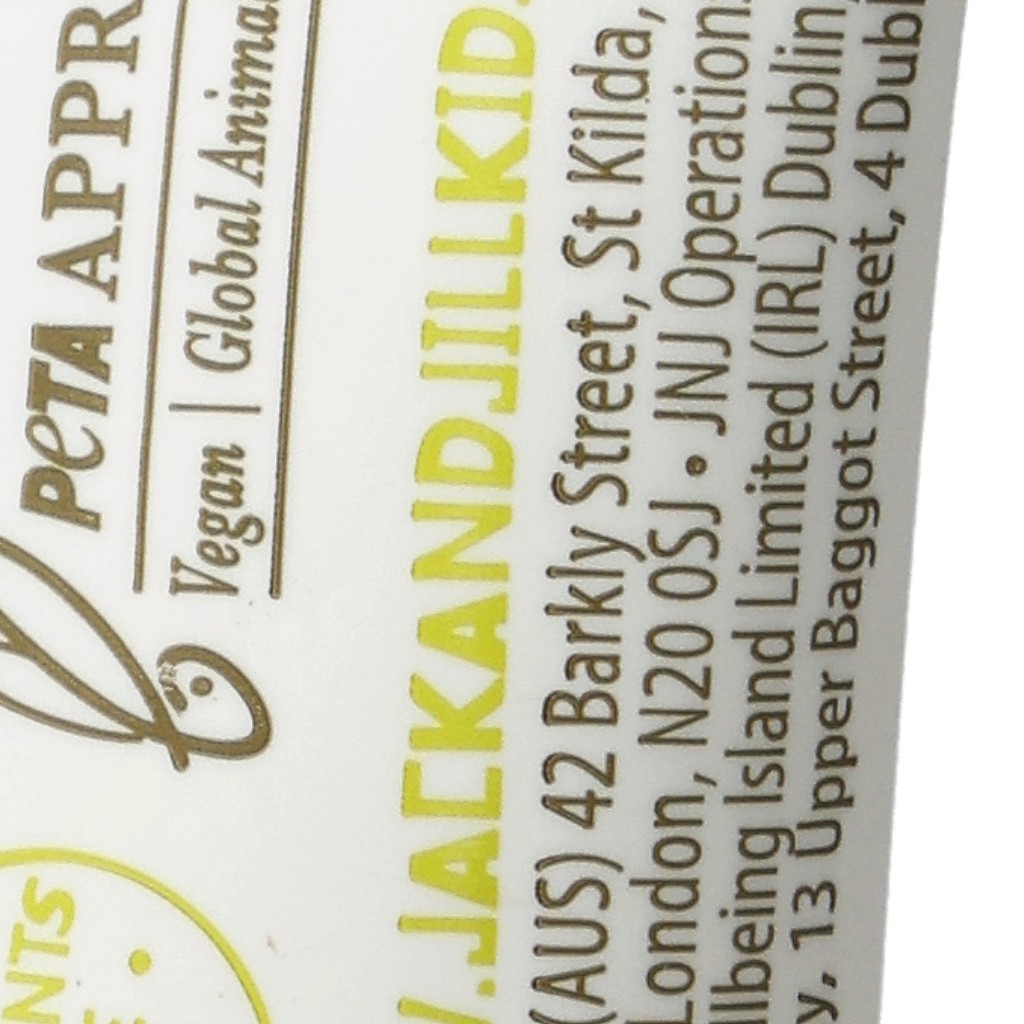 PETA APPR
Vegan | Global Anima
NTS
.JACKANDJILLKID
(AUS) 42 Barkly Street, St Kilda,
London, N20 0SJ • JNJ Operation
llbeing Island Limited (IRL) Dublin
y, 13 Upper Baggot Street, 4 Dubl